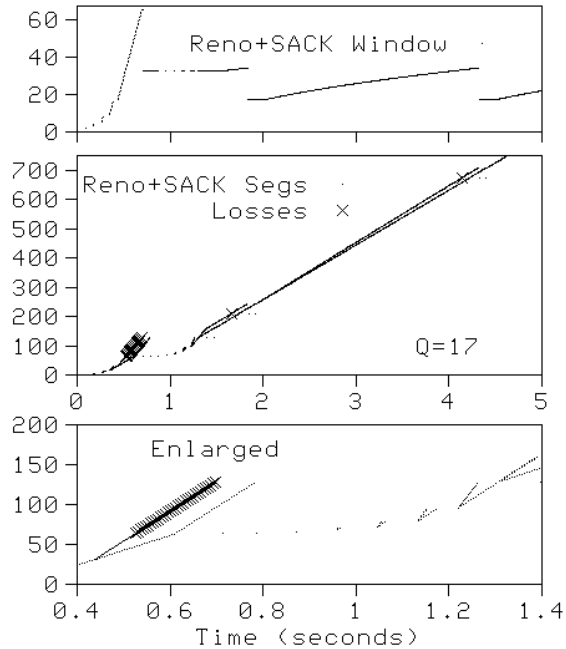 60
40
20
0
Reno+SACK Window
700
600
500
400
300
200
100
0
Reno+SACK Segs
Losses
Q=17
0 1 2 3 4 5
200
150
100
50
0
Enlarged
0.4 0.6 0.8 1 1.2 1.4
Time (seconds)